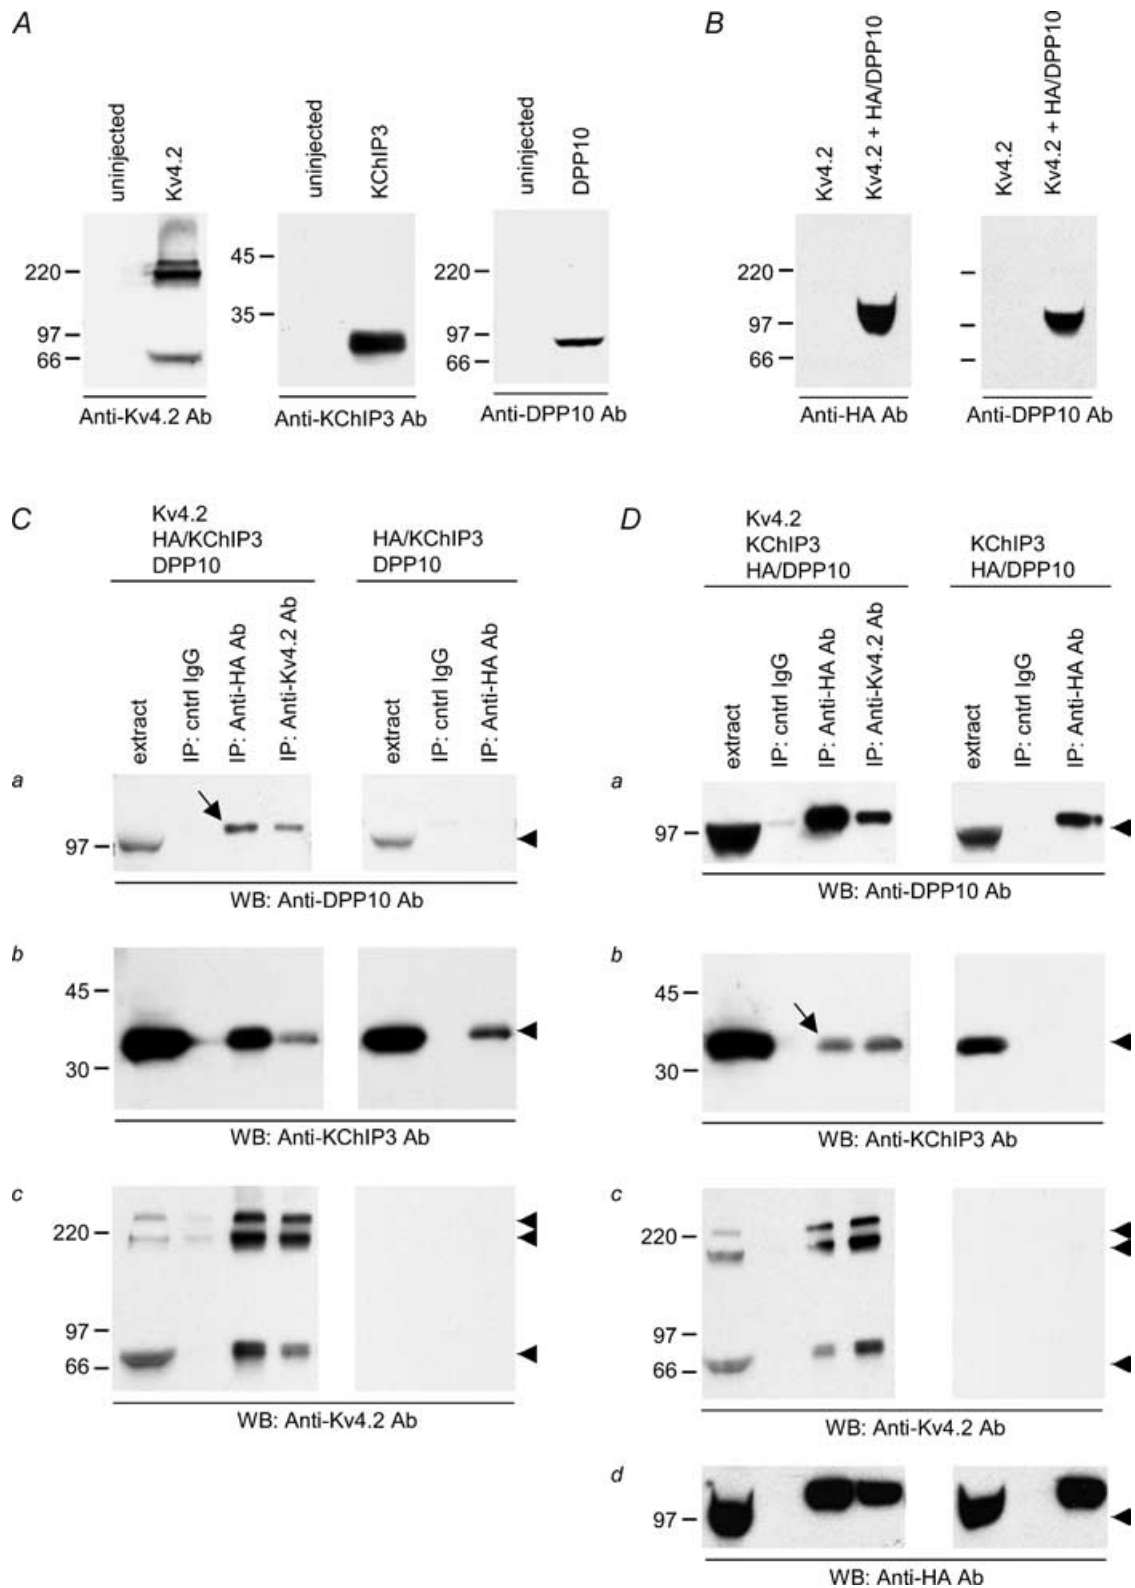 A
uninjected
Kv4.2
220
97
66
Anti-Kv4.2 Ab
uninjected
KChIP3
45
35
Anti-KChIP3 Ab
uninjected
DPP10
220
97
66
Anti-DPP10 Ab
B
Kv4.2
Kv4.2 + HA/DPP10
220
97
66
Anti-HA Ab
Kv4.2
Kv4.2 + HA/DPP10
Anti-DPP10 Ab
C
Kv4.2
HA/KChIP3
DPP10
HA/KChIP3
DPP10
extract
IP: cntrl IgG
IP: Anti-HA Ab
IP: Anti-Kv4.2 Ab
extract
IP: cntrl IgG
IP: Anti-HA Ab
a
97
WB: Anti-DPP10 Ab
b
45
30
WB: Anti-KChIP3 Ab
c
220
97
66
WB: Anti-Kv4.2 Ab
D
Kv4.2
KChIP3
HA/DPP10
KChIP3
HA/DPP10
extract
IP: cntrl IgG
IP: Anti-HA Ab
IP: Anti-Kv4.2 Ab
extract
IP: cntrl IgG
IP: Anti-HA Ab
a
97
WB: Anti-DPP10 Ab
b
45
30
WB: Anti-KChIP3 Ab
c
220
97
66
WB: Anti-Kv4.2 Ab
d
97
WB: Anti-HA Ab